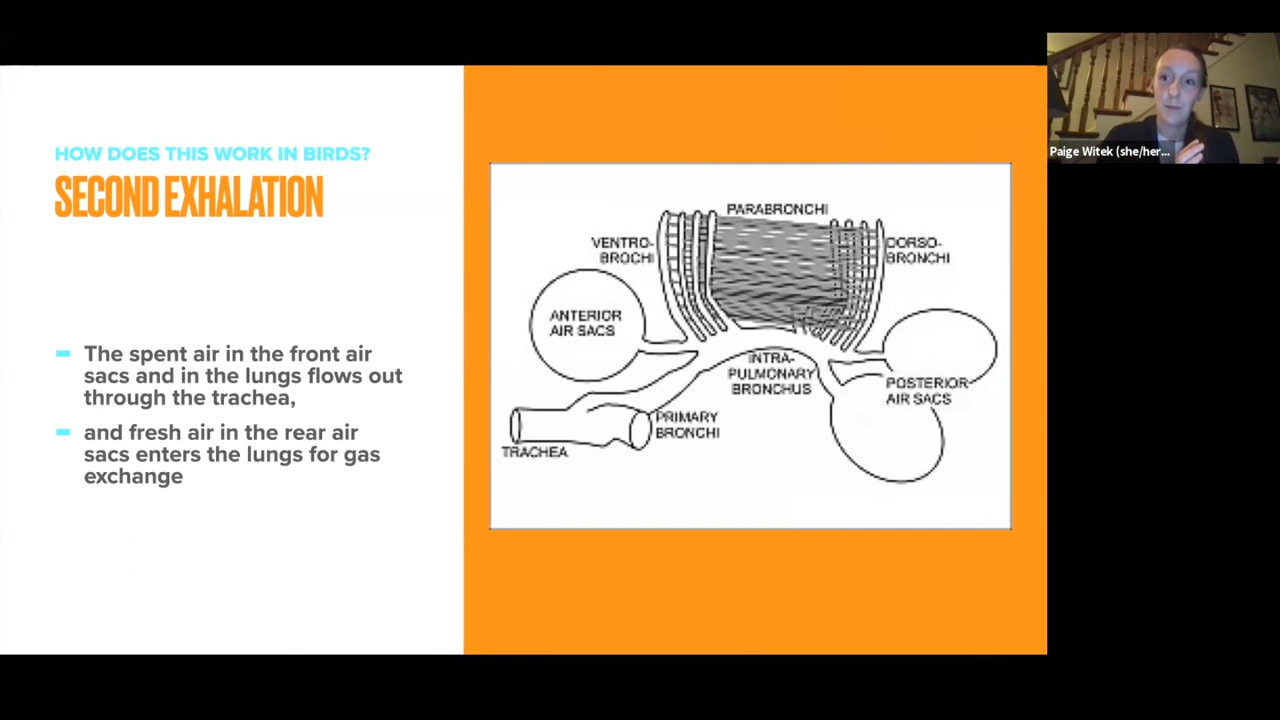 HOW DOES THIS WORK IN BIRDS?
SECOND EXHALATION
The spent air in the front air
sacs and in the lungs flows out
through the trachea,
and fresh air in the rear air
sacs enters the lungs for gas
exchange
PARABRONCHI
VENTRO-
BROCHI
DORSO-
BRONCHI
ANTERIOR
AIR SACS
INTRA-
PULMONARY
BRONCHUS
POSTERIOR
AIR SACS
PRIMARY
BRONCHI
TRACHEA
Paige Witek (she/her...